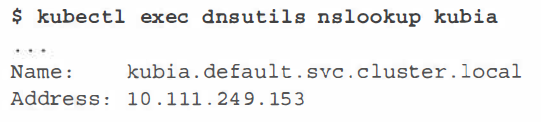 $ kubectl exec dnsutils nslookup kubia
...
Name:    kubia.default.svc.cluster.local
Address: 10.111.249.153